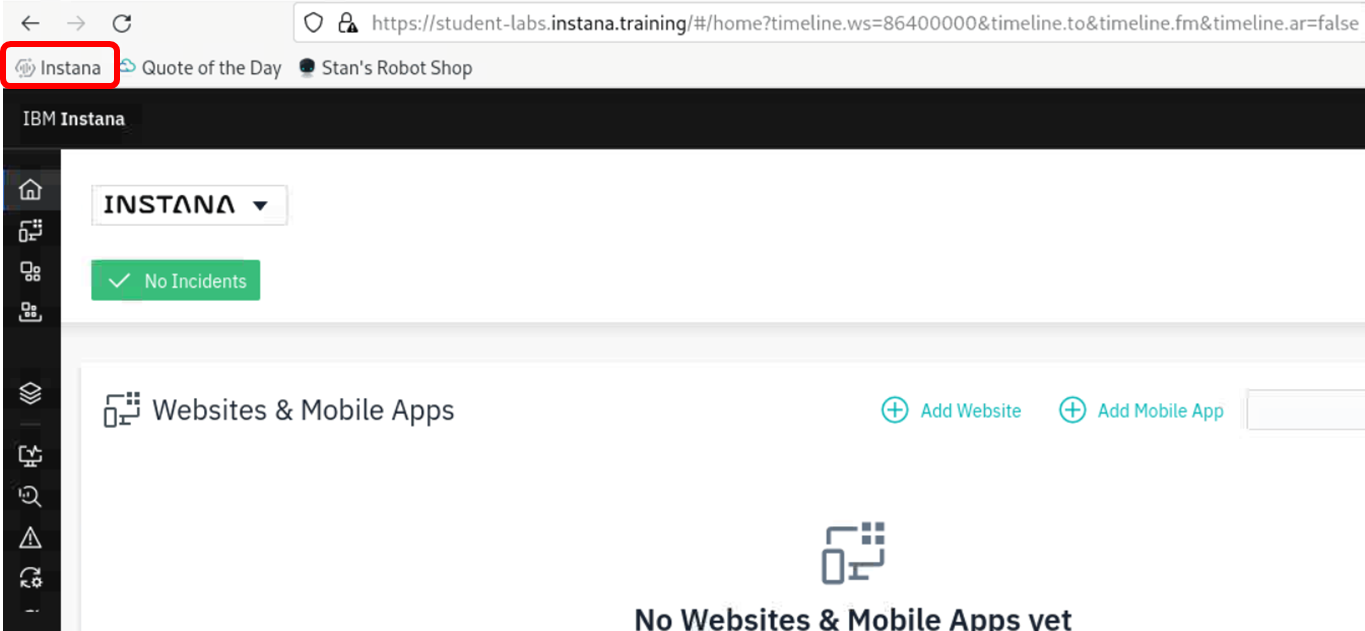 https://student-labs.instana.training/#/home?timeline.ws=86400000&timeline.to&timeline.fm&timeline.ar=false
Instana Quote of the Day Stan's Robot Shop
IBM Instana
INSTANA
No Incidents
Websites & Mobile Apps Add Website Add Mobile App
No Websites & Mobile Apps yet